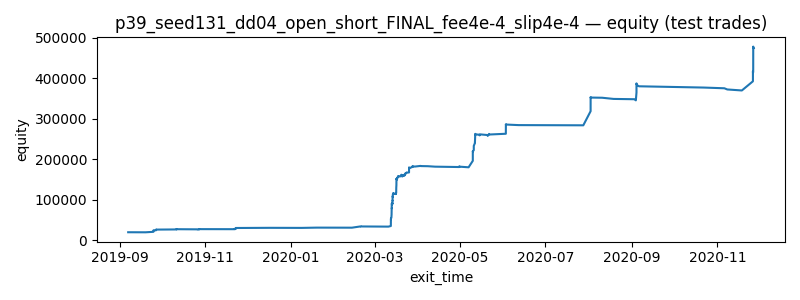 p39_seed131_dd04_open_short_FINAL_fee4e-4_slip4e-4 — equity (test trades)
500000
400000
300000
200000
100000
0
equity
2019-09 2019-11 2020-01 2020-03 2020-05 2020-07 2020-09 2020-11
exit_time